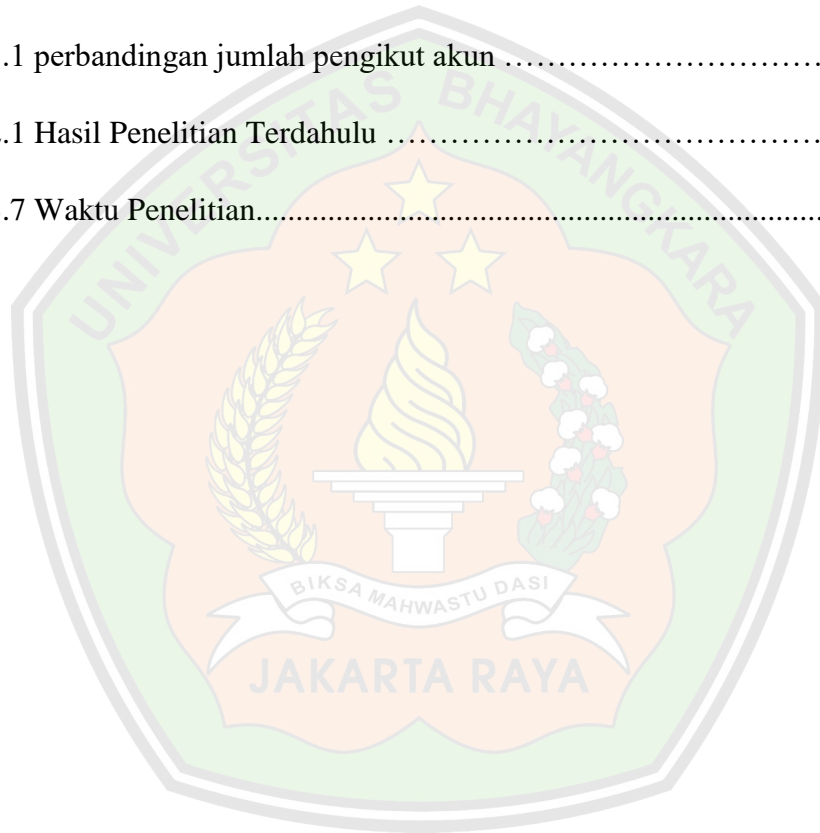 .1 perbandingan jumlah pengikut akun ……………………………
.1 Hasil Penelitian Terdahulu ……………………………………
.7 Waktu Penelitian.......................................................................
UNIVERSITAS BHAYANGKARA
BIKSA MAHWASTU DASI
JAKARTA RAYA